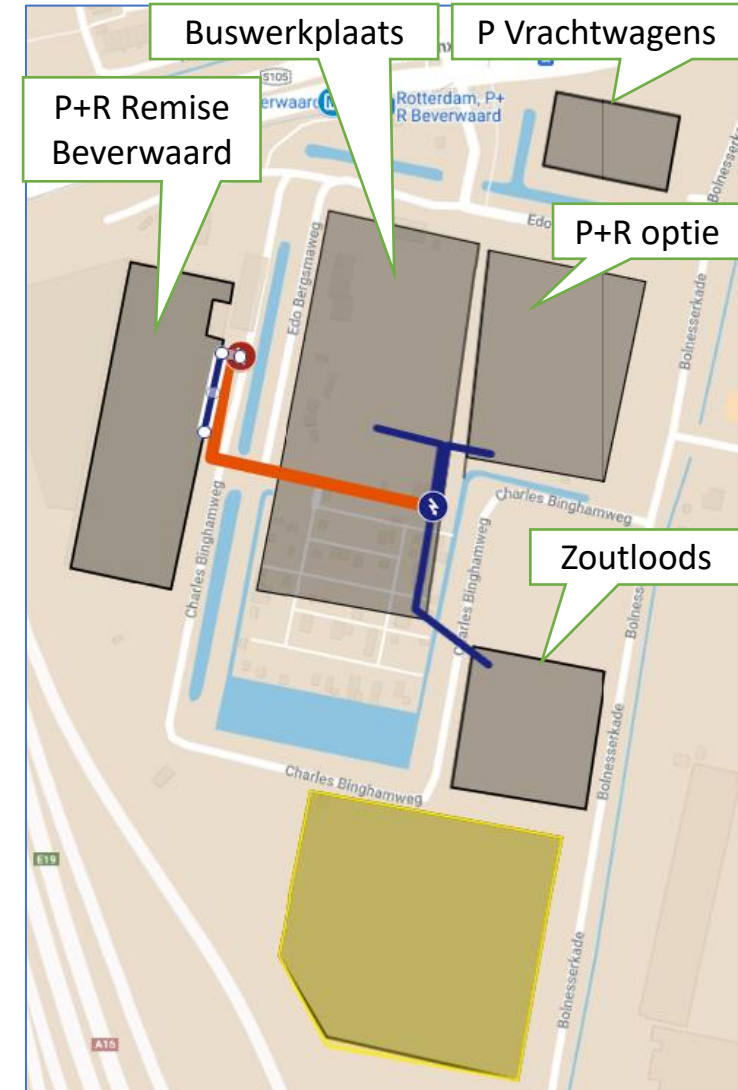 Buswerkplaats
P Vrachtwagens
S105
P+R Remise
Beverwaard
Rotterdam, P+
R Beverwaard
P+R optie
Edo
Edo Bergsmaweg
Bolnesserkade
Charles Binghamweg
Charles Binghamweg
Charles Binghamweg
Zoutloods
Bolnesserkade
Charles Binghamweg
E19
Bolnesserkade
A16